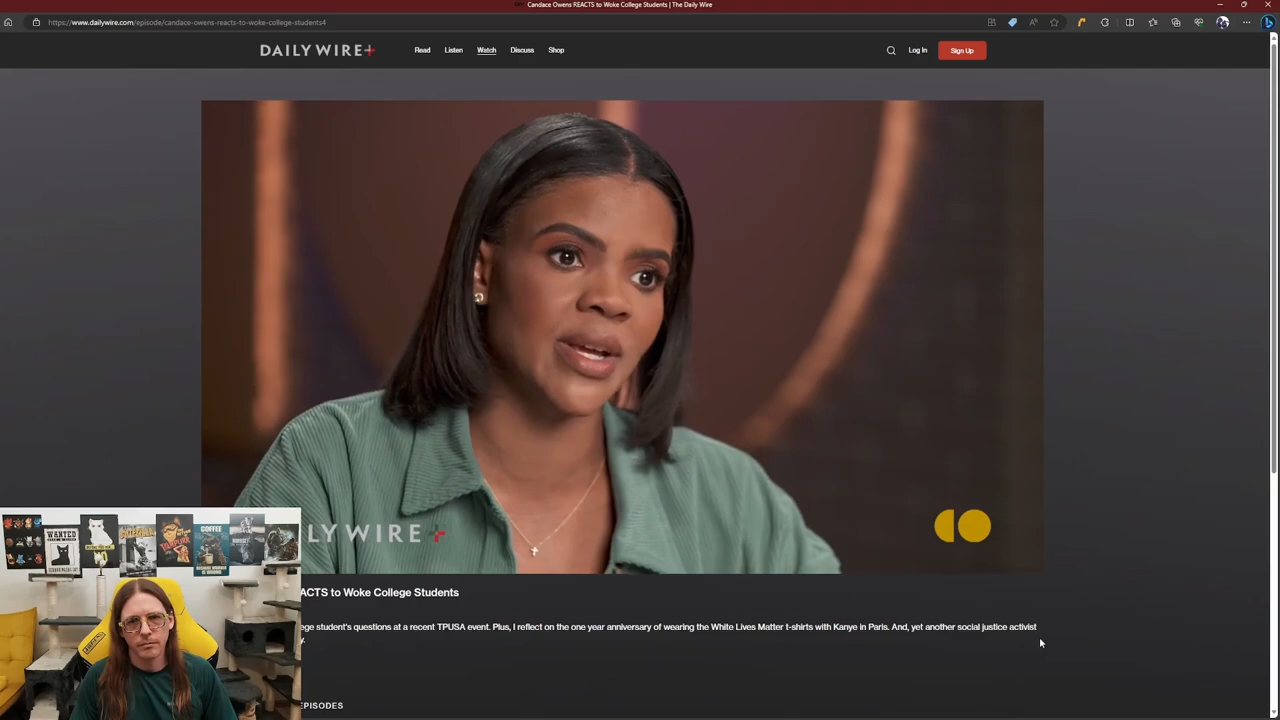 Candace Owens REACTS to Woke College Students | The Daily Wire
https://www.dailywire.com/episode/candace-owens-reacts-to-woke-college-students4
DAILYWIRE+
Read Listen Watch Discuss Shop
Log In Sign Up
LY WIRE +
ACTS to Woke College Students
ege student's questions at a recent TPUSA event. Plus, I reflect on the one year anniversary of wearing the White Lives Matter t-shirts with Kanye in Paris. And, yet another social justice activist
y.
EPISODES
WANTED
COFFEE